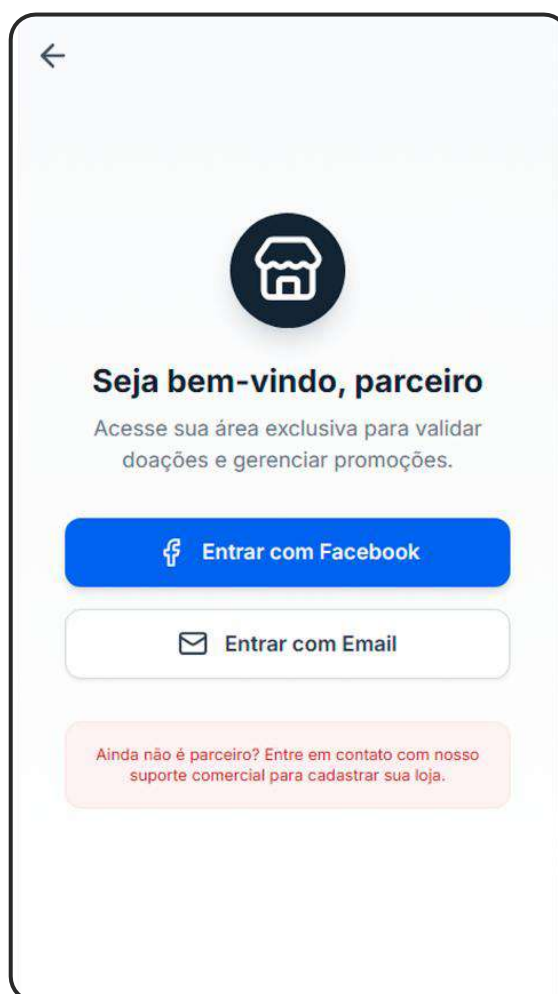 Seja bem-vindo, parceiro
Acesse sua área exclusiva para validar
doações e gerenciar promoções.
Entrar com Facebook
Entrar com Email
Ainda não é parceiro? Entre em contato com nosso
suporte comercial para cadastrar sua loja.